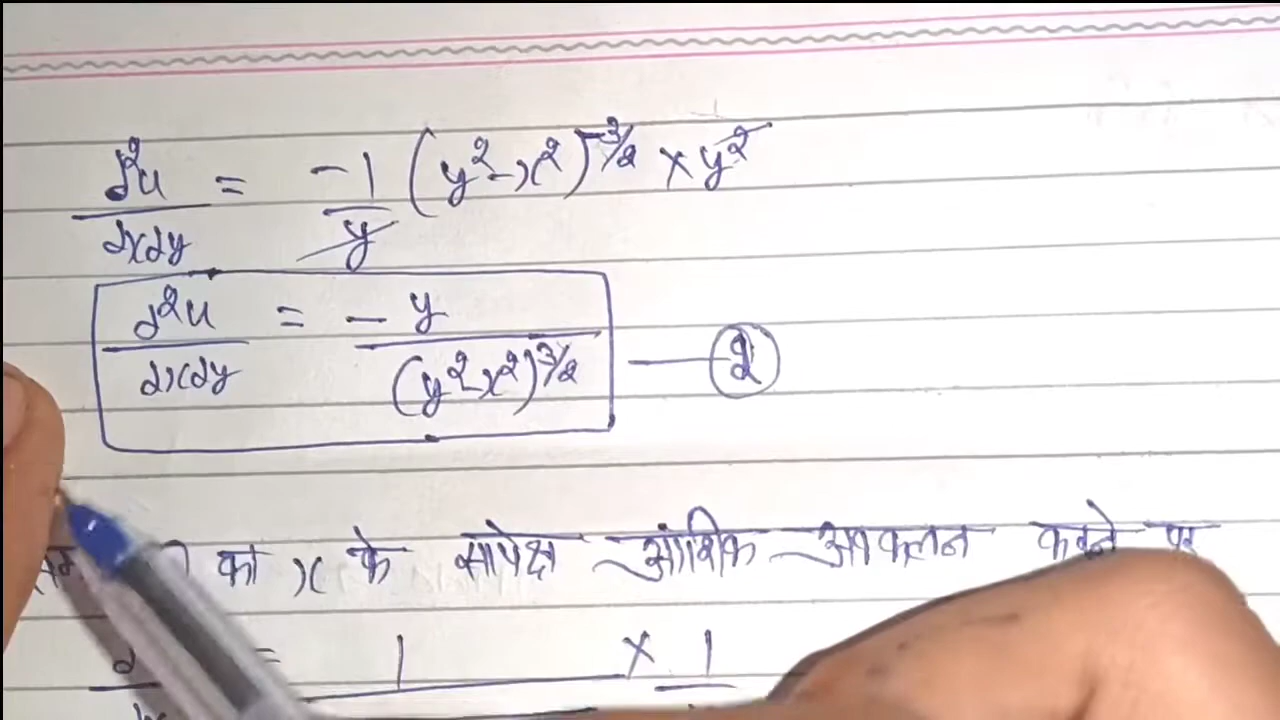 ∂²u/∂x∂y = -1/y (y²-x²)^-3/2 × y²
∂²u/∂x∂y = - y/(y²-x²)^3/2 — 2
का x के सापेक्ष आंशिक आकलन करने पर
= 1 × 1